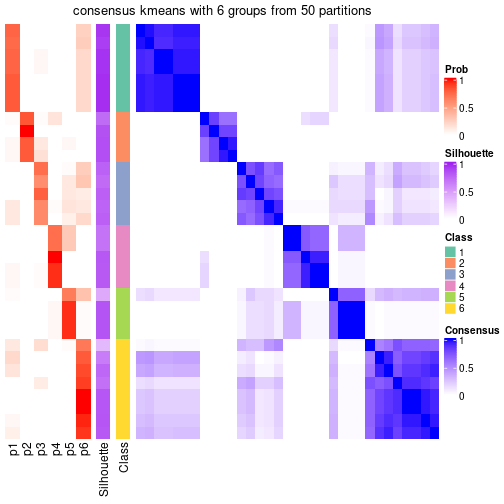 consensus kmeans with 6 groups from 50 partitions
p1
p2
p3
p4
p5
p6
Silhouette
Class
Prob
1
0.5
0
Silhouette
1
0.5
0
Class
1
2
3
4
5
6
Consensus
1
0.5
0